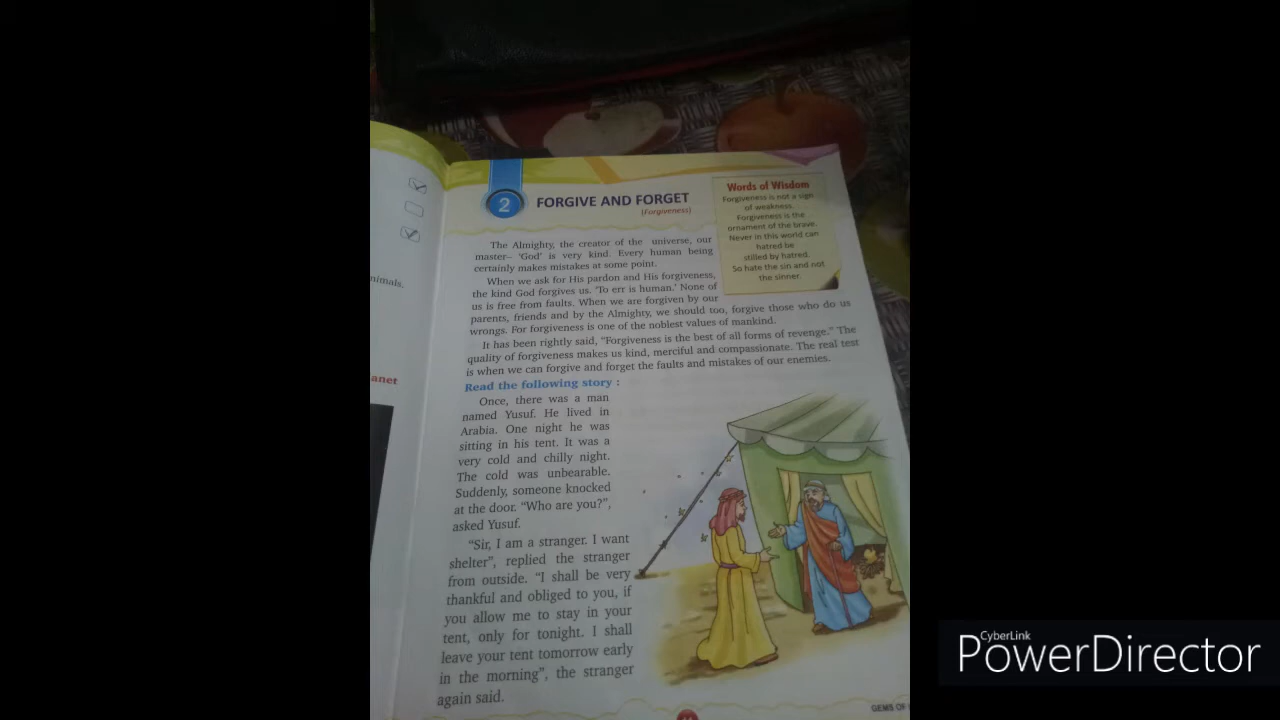 nimals.
anet
2
FORGIVE AND FORGET
(Forgiveness)
Words of Wisdom
Forgiveness is not a sign
of weakness.
Forgiveness is the
ornament of the brave.
Never in this world can
hatred be
stilled by hatred.
So hate the sin and not
the sinner.
The Almighty, the creator of the universe, our
master– 'God' is very kind. Every human being
certainly makes mistakes at some point.
When we ask for His pardon and His forgiveness,
the kind God forgives us. 'To err is human.' None of
us is free from faults. When we are forgiven by our
parents, friends and by the Almighty, we should too, forgive those who do us
wrongs. For forgiveness is one of the noblest values of mankind.
It has been rightly said, "Forgiveness is the best of all forms of revenge." The
quality of forgiveness makes us kind, merciful and compassionate. The real test
is when we can forgive and forget the faults and mistakes of our enemies.
Read the following story :
Once, there was a man
named Yusuf. He lived in
Arabia. One night he was
sitting in his tent. It was a
very cold and chilly night.
The cold was unbearable.
Suddenly, someone knocked
at the door. "Who are you?",
asked Yusuf.
"Sir, I am a stranger. I want
shelter", replied the stranger
from outside. "I shall be very
thankful and obliged to you, if
you allow me to stay in your
tent, only for tonight. I shall
leave your tent tomorrow early
in the morning", the stranger
again said.
GEMS OF
CyberLink
PowerDirector